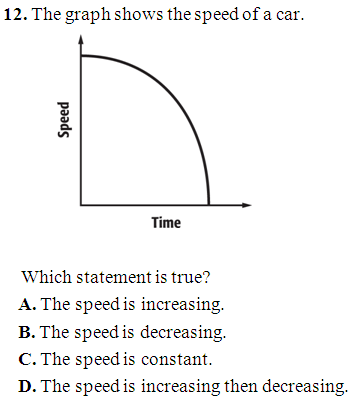 12. The graph shows the speed of a car.
Speed
Time
Which statement is true?
A. The speed is increasing.
B. The speed is decreasing.
C. The speed is constant.
D. The speed is increasing then decreasing.